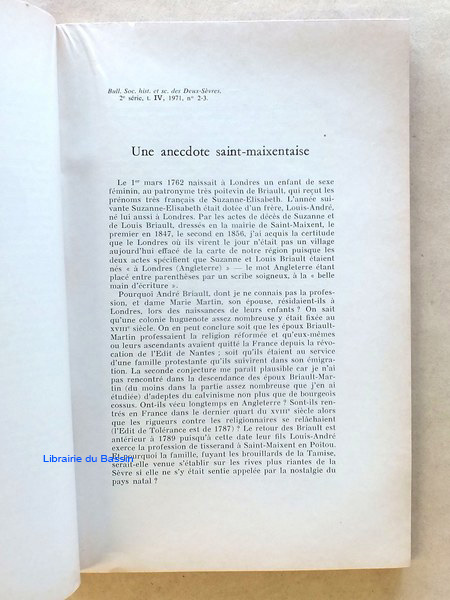 Bull. Soc. hist. et sc. des Deux-Sèvres.
2e série, t. IV, 1971, n° 2-3.
Une anecdote saint-maixentaise
Le 1er mars 1762 naissait à Londres un enfant de sexe
féminin, au patronyme très poitevin de Briault, qui reçut les
prénoms très français de Suzanne-Elisabeth. L'année sui-
vante Suzanne-Elisabeth était dotée d'un frère, Louis-André,
né lui aussi à Londres. Par les actes de décès de Suzanne et
de Louis Briault, dressés en la mairie de Saint-Maixent, le
premier en 1847, le second en 1856, j'ai acquis la certitude
que le Londres où ils virent le jour n'était pas un village
aujourd'hui effacé de la carte de notre région puisque les
deux actes spécifient que Suzanne et Louis Briault étaient
nés « à Londres (Angleterre) » — le mot Angleterre étant
placé entre parenthèses par un scribe soigneux, à la « belle
main d'écriture ».
Pourquoi André Briault, dont je ne connais pas la profes-
sion, et dame Marie Martin, son épouse, résidaient-ils à
Londres, lors des naissances de leurs enfants ? On sait
qu'une colonie huguenote assez nombreuse y était fixée au
XVIIIe siècle. On en peut conclure soit que les époux Briault-
Martin professaient la religion réformée et qu'eux-mêmes
ou leurs ascendants avaient quitté la France depuis la révo-
cation de l'Edit de Nantes ; soit qu'ils étaient au service
d'une famille protestante qu'ils suivirent dans son émigra-
tion. La seconde conjecture me paraît plausible car je n'ai
pas rencontré dans la descendance des époux Briault-Mar-
tin (du moins dans la partie assez nombreuse que j'en ai
étudiée) d'adeptes du calvinisme non plus que de bourgeois
cossus. Ont-ils vécu longtemps en Angleterre ? Sont-ils ren-
trés en France dans le dernier quart du XVIIIe siècle alors
que les rigueurs contre les religionnaires se relâchaient
(l'Edit de Tolérance est de 1787) ? Le retour des Briault est
antérieur à 1789 puisqu'à cette date leur fils Louis-André
exerce la profession de tisserand à Saint-Maixent en Poitou.
Et pourquoi la famille, fuyant les brouillards de la Tamise,
serait-elle venue s'établir sur les rives plus riantes de la
Sèvre si elle ne s'y était sentie appelée par la nostalgie du
pays natal ?
Librairie du Bassin